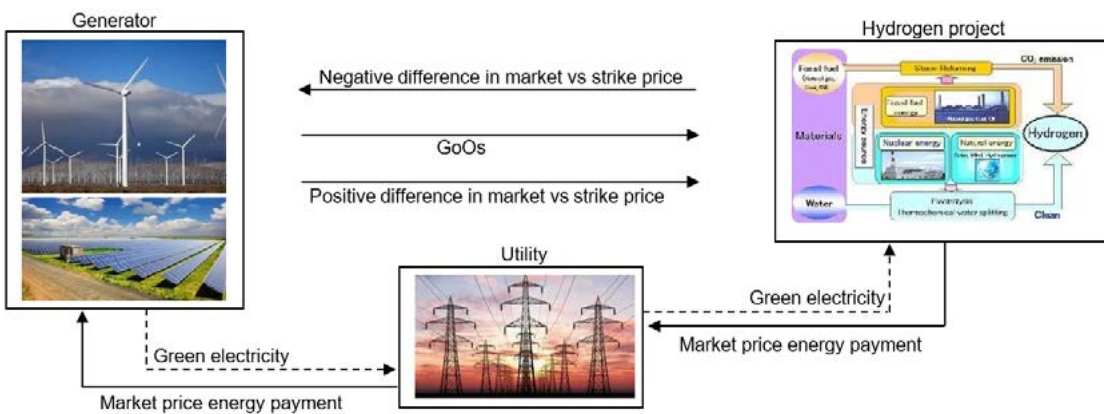 Generator
Hydrogen project
Negative difference in market vs strike price
GoOs
Positive difference in market vs strike price
Fossil fuel
CO₂ emission
Steam Reforming
Fossil fuel
energy
Materials
Energy source
Hydrogen
Nuclear energy
Natural energy
Water
Electrolysis
Thermochemical water splitting
Clean
Utility
Green electricity
Green electricity
Market price energy payment
Market price energy payment